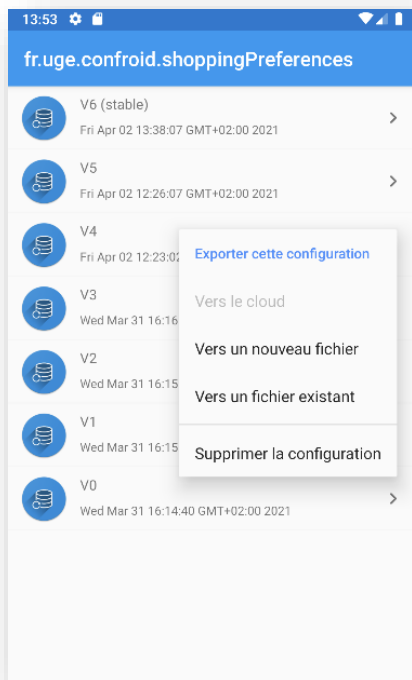 13:53
fr.uge.confroid.shoppingPreferences
V6 (stable)
Fri Apr 02 13:38:07 GMT+02:00 2021
V5
Fri Apr 02 12:26:07 GMT+02:00 2021
V4
Fri Apr 02 12:23:02
Exporter cette configuration
Vers le cloud
V3
Wed Mar 31 16:16
Vers un nouveau fichier
V2
Wed Mar 31 16:15
Vers un fichier existant
V1
Wed Mar 31 16:15
Supprimer la configuration
V0
Wed Mar 31 16:14:40 GMT+02:00 2021